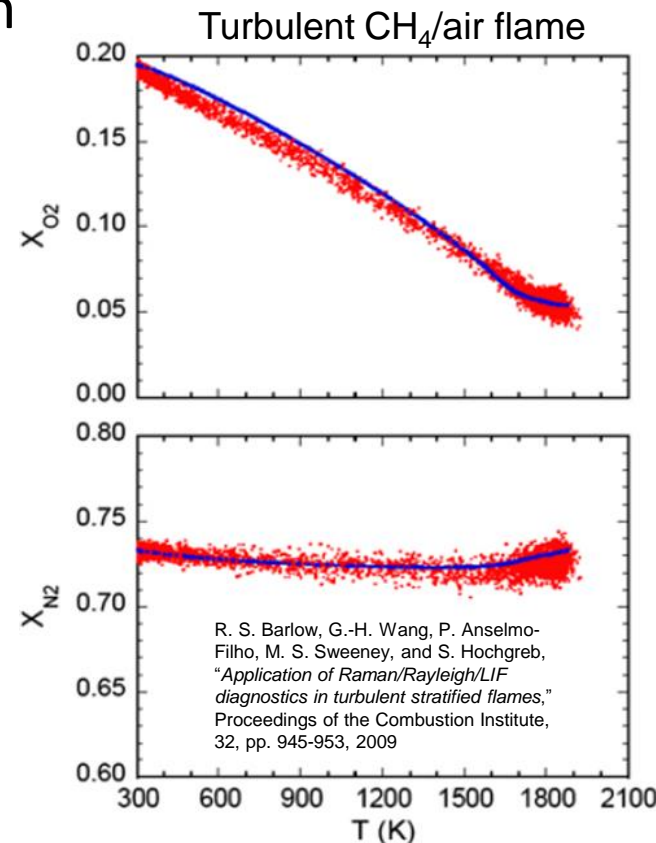 n
Turbulent CH₄/air flame
0.20
0.15
0.10
0.05
0.00
X_O2
0.80
0.75
0.70
0.65
0.60
X_N2
R. S. Barlow, G.-H. Wang, P. Anselmo-
Filho, M. S. Sweeney, and S. Hochgreb,
“Application of Raman/Rayleigh/LIF
diagnostics in turbulent stratified flames,”
Proceedings of the Combustion Institute,
32, pp. 945-953, 2009
300 600 900 1200 1500 1800 2100
T (K)